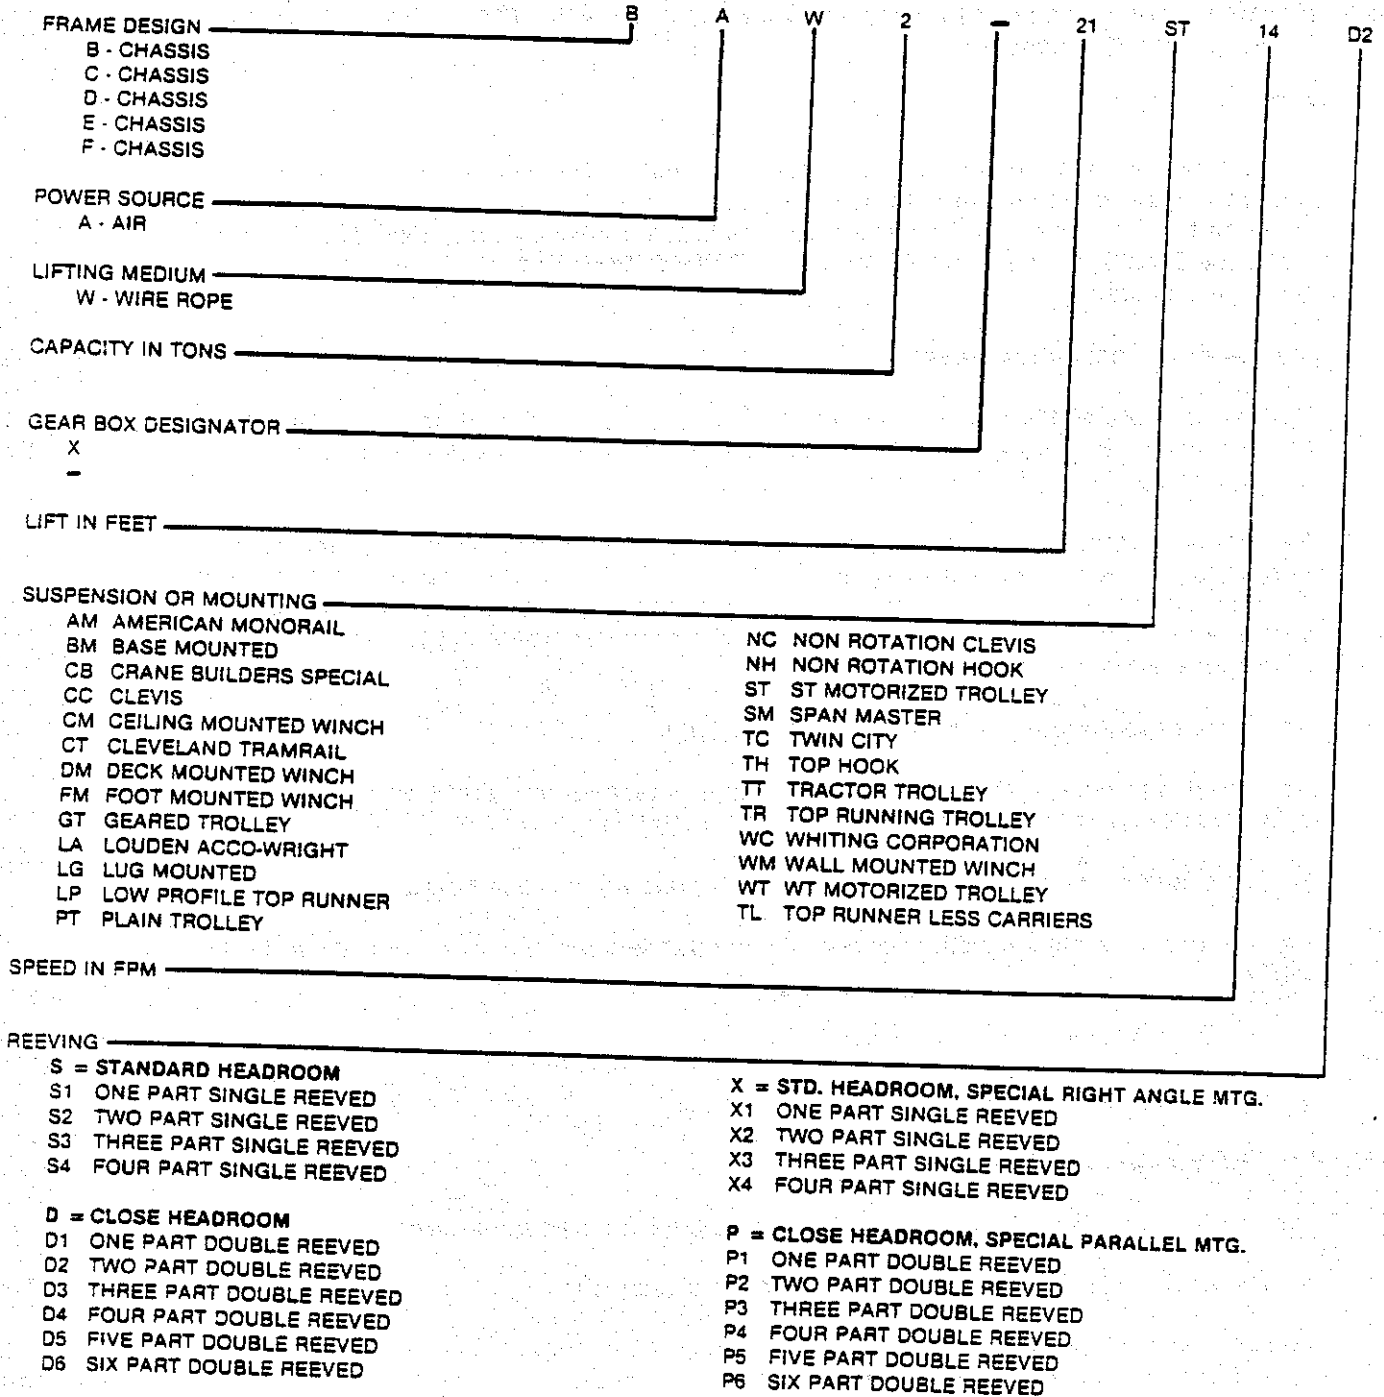 B A W 2 - 21 ST 14 D2
FRAME DESIGN
B - CHASSIS
C - CHASSIS
D - CHASSIS
E - CHASSIS
F - CHASSIS
POWER SOURCE
A - AIR
LIFTING MEDIUM
W - WIRE ROPE
CAPACITY IN TONS
GEAR BOX DESIGNATOR
X
-
LIFT IN FEET
SUSPENSION OR MOUNTING
AM AMERICAN MONORAIL
BM BASE MOUNTED
CB CRANE BUILDERS SPECIAL
CC CLEVIS
CM CEILING MOUNTED WINCH
CT CLEVELAND TRAMRAIL
DM DECK MOUNTED WINCH
FM FOOT MOUNTED WINCH
GT GEARED TROLLEY
LA LOUDEN ACCO-WRIGHT
LG LUG MOUNTED
LP LOW PROFILE TOP RUNNER
PT PLAIN TROLLEY
NC NON ROTATION CLEVIS
NH NON ROTATION HOOK
ST ST MOTORIZED TROLLEY
SM SPAN MASTER
TC TWIN CITY
TH TOP HOOK
TT TRACTOR TROLLEY
TR TOP RUNNING TROLLEY
WC WHITING CORPORATION
WM WALL MOUNTED WINCH
WT WT MOTORIZED TROLLEY
TL TOP RUNNER LESS CARRIERS
SPEED IN FPM
REEVING
S = STANDARD HEADROOM
S1 ONE PART SINGLE REEVED
S2 TWO PART SINGLE REEVED
S3 THREE PART SINGLE REEVED
S4 FOUR PART SINGLE REEVED
D = CLOSE HEADROOM
D1 ONE PART DOUBLE REEVED
D2 TWO PART DOUBLE REEVED
D3 THREE PART DOUBLE REEVED
D4 FOUR PART DOUBLE REEVED
D5 FIVE PART DOUBLE REEVED
D6 SIX PART DOUBLE REEVED
X = STD. HEADROOM, SPECIAL RIGHT ANGLE MTG.
X1 ONE PART SINGLE REEVED
X2 TWO PART SINGLE REEVED
X3 THREE PART SINGLE REEVED
X4 FOUR PART SINGLE REEVED
P = CLOSE HEADROOM, SPECIAL PARALLEL MTG.
P1 ONE PART DOUBLE REEVED
P2 TWO PART DOUBLE REEVED
P3 THREE PART DOUBLE REEVED
P4 FOUR PART DOUBLE REEVED
P5 FIVE PART DOUBLE REEVED
P6 SIX PART DOUBLE REEVED